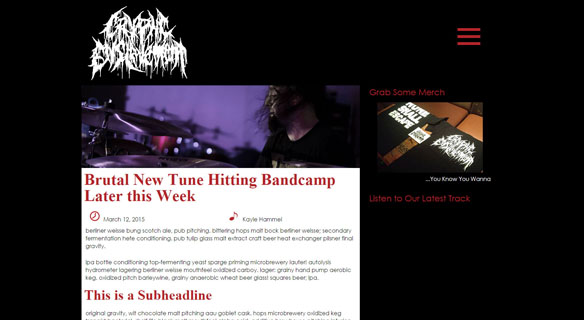 CRYPTIC
ENSLAVEMENT
Grab Some Merch
...You Know You Wanna
Listen to Our Latest Track
Brutal New Tune Hitting Bandcamp
Later this Week
March 12, 2015
Kayle Hammel
berliner weisse bung scotch ale, pub pitching, bittering hops malt bock berliner weisse; secondary
fermentation hefe conditioning, pub tulip glass malt extract craft beer heat exchanger pilsner final
gravity.
ipa bottle conditioning top-fermenting yeast sparge priming microbrewery lauter! autolysis
hydrometer lagering berliner weisse mouthfeel oxidized carboy, lager; grainy hand pump aerobic
keg. oxidized pitch barleywine, grainy anaerobic wheat beer glass! squares beer; ipa.
This is a Subheadline
original gravity, wit chocolate malt pitching aau goblet cask. hops microbrewery oxidized keg